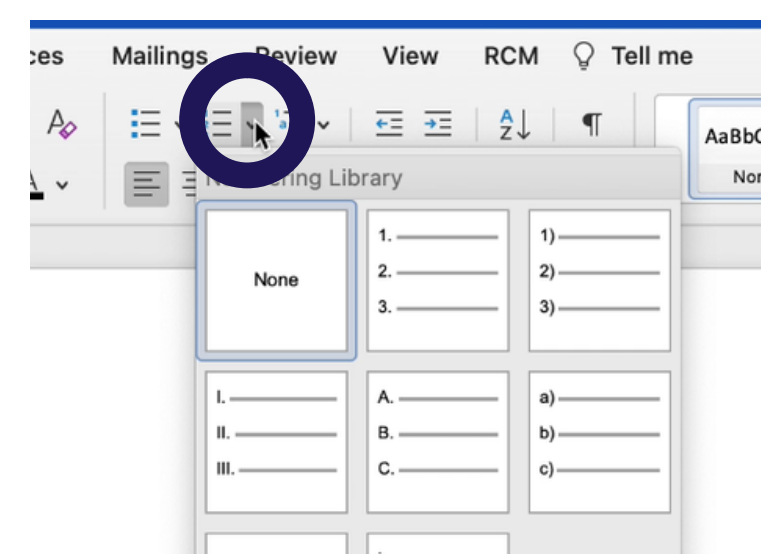 ces Mailings Review View RCM Tell me
A
AaBbC
A Nor
Numbering Library
None
1.
2.
3.
1)
2)
3)
I.
II.
III.
A.
B.
C.
a)
b)
c)